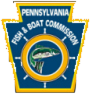 PENNSYLVANIA
FISH & BOAT COMMISSION